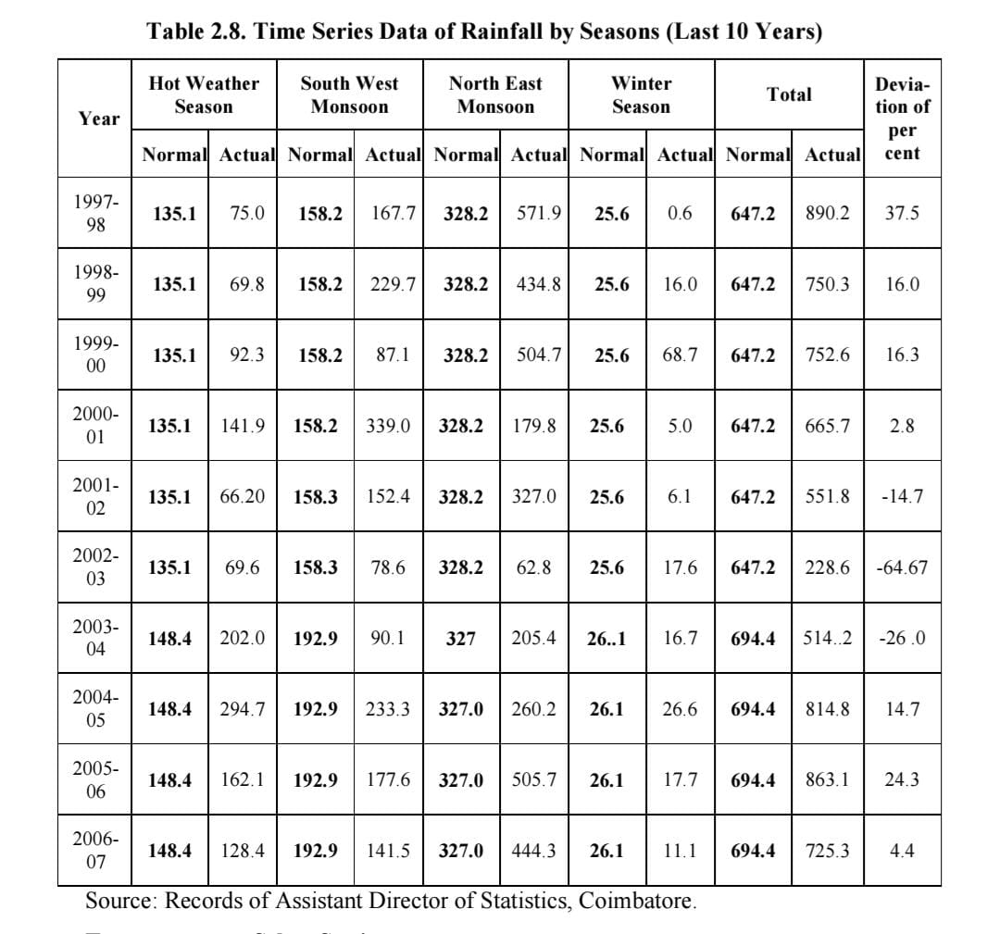 Table 2.8. Time Series Data of Rainfall by Seasons (Last 10 Years)
Year Hot Weather Season South West Monsoon North East Monsoon Winter Season Total Devia-tion of per cent
Normal Actual Normal Actual Normal Actual Normal Actual Normal Actual
1997-98 135.1 75.0 158.2 167.7 328.2 571.9 25.6 0.6 647.2 890.2 37.5
1998-99 135.1 69.8 158.2 229.7 328.2 434.8 25.6 16.0 647.2 750.3 16.0
1999-00 135.1 92.3 158.2 87.1 328.2 504.7 25.6 68.7 647.2 752.6 16.3
2000-01 135.1 141.9 158.2 339.0 328.2 179.8 25.6 5.0 647.2 665.7 2.8
2001-02 135.1 66.20 158.3 152.4 328.2 327.0 25.6 6.1 647.2 551.8 -14.7
2002-03 135.1 69.6 158.3 78.6 328.2 62.8 25.6 17.6 647.2 228.6 -64.67
2003-04 148.4 202.0 192.9 90.1 327 205.4 26..1 16.7 694.4 514..2 -26 .0
2004-05 148.4 294.7 192.9 233.3 327.0 260.2 26.1 26.6 694.4 814.8 14.7
2005-06 148.4 162.1 192.9 177.6 327.0 505.7 26.1 17.7 694.4 863.1 24.3
2006-07 148.4 128.4 192.9 141.5 327.0 444.3 26.1 11.1 694.4 725.3 4.4
Source: Records of Assistant Director of Statistics, Coimbatore.